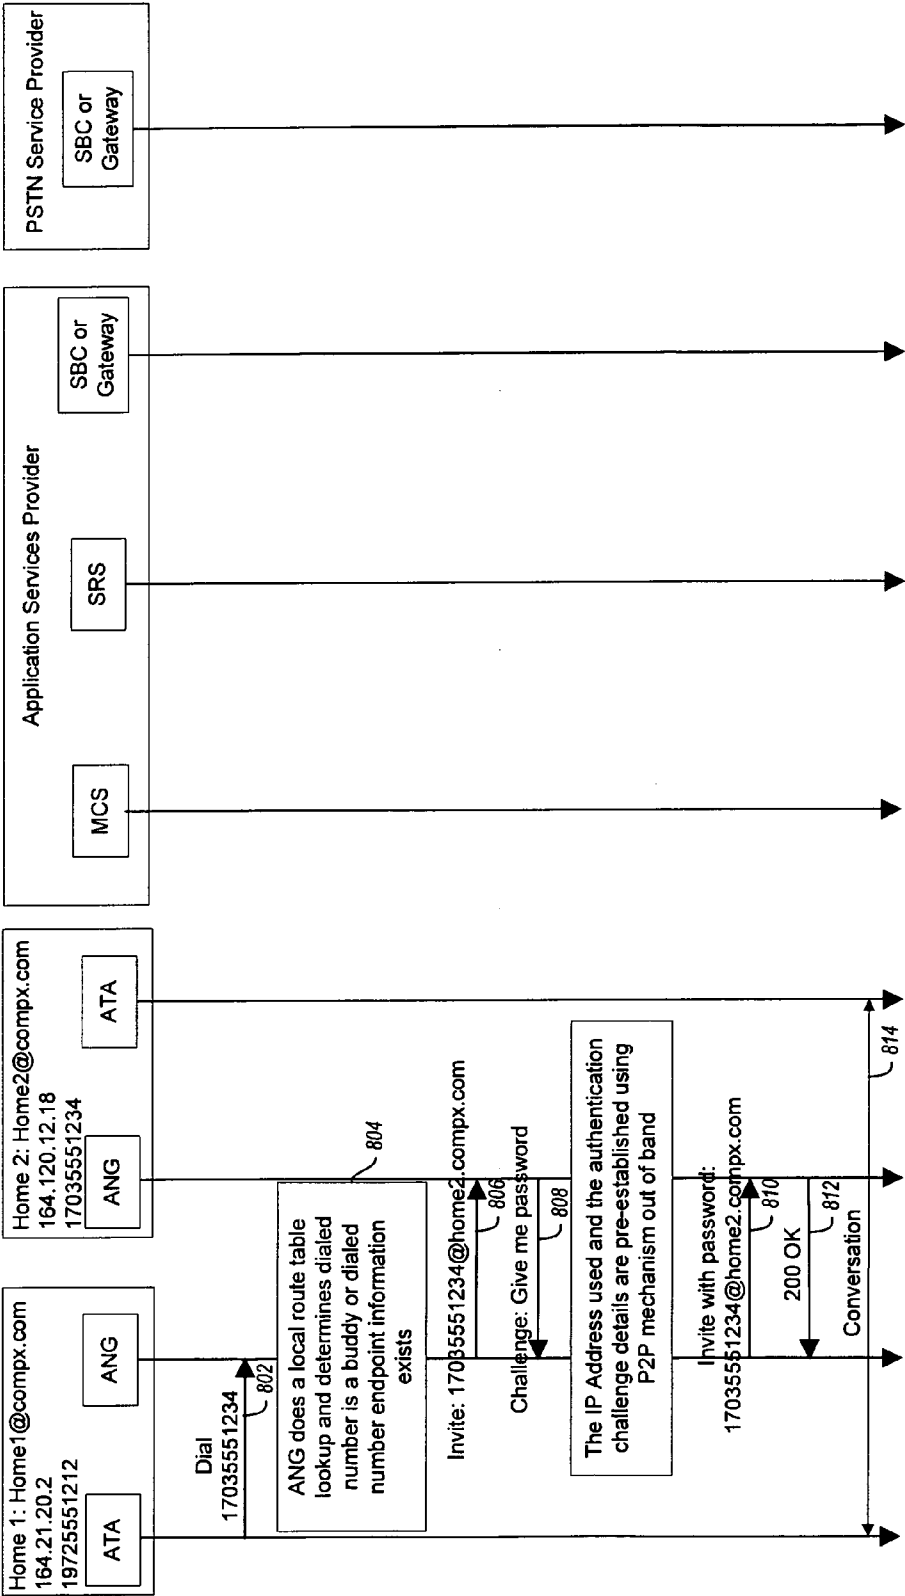 Home 1: Home1@compx.com
164.21.20.2
19725551212
ATA
ANG
Home 2: Home2@compx.com
164.120.12.18
17035551234
ANG
ATA
Application Services Provider
MCS
SRS
SBC or
Gateway
PSTN Service Provider
SBC or
Gateway
Dial
17035551234
802
ANG does a local route table
lookup and determines dialed
number is a buddy or dialed
number endpoint information
exists
804
Invite: 17035551234@home2.compx.com
806
Challenge: Give me password
808
The IP Address used and the authentication
challenge details are pre-established using
P2P mechanism out of band
Invite with password:
17035551234@home2.compx.com
810
200 OK
812
Conversation
814